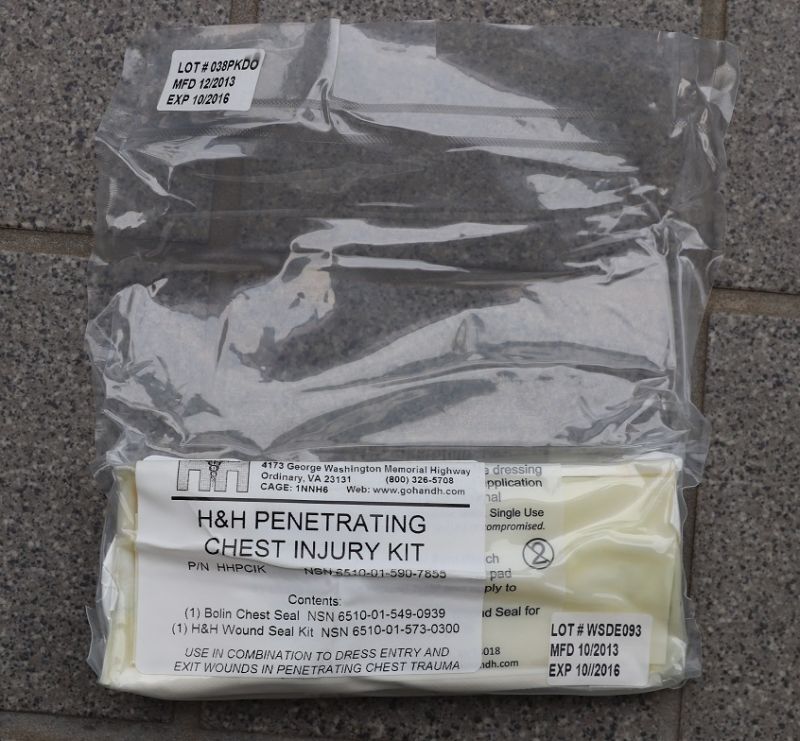 LOT # 038PKDO
MFD 12/2013
EXP 10/2016
4173 George Washington Memorial Highway
Ordinary, VA 23131 (800) 326-5708
CAGE: 1NNH6 Web: www.gohandh.com
H&H PENETRATING
CHEST INJURY KIT
P/N HHPCIK NSN 6510-01-590-7855
Contents:
(1) Bolin Chest Seal NSN 6510-01-549-0939
(1) H&H Wound Seal Kit NSN 6510-01-573-0300
USE IN COMBINATION TO DRESS ENTRY AND
EXIT WOUNDS IN PENETRATING CHEST TRAUMA
dressing
Single Use
compromised.
2
pad
to
Seal for
LOT # WSDE093
MFD 10/2013
EXP 10//2016